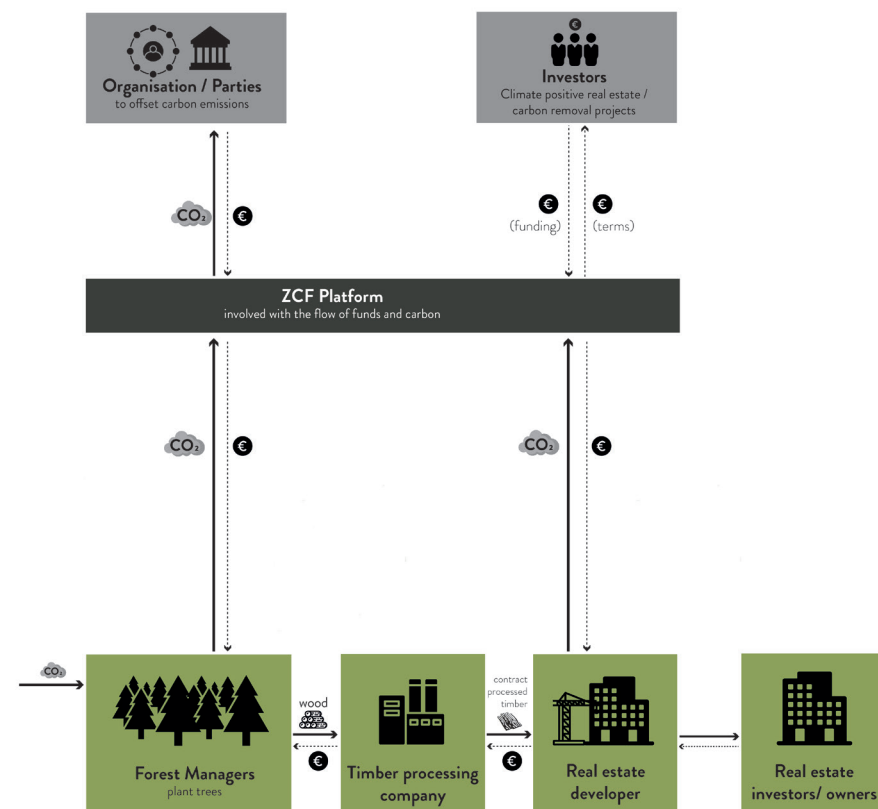 €
Organisation / Parties
to offset carbon emissions
Investors
Climate positive real estate /
carbon removal projects
CO₂
€
€
(funding)
€
(terms)
ZCF Platform
involved with the flow of funds and carbon
CO₂
€
CO₂
€
CO₂
wood
€
contract
processed
timber
€
Forest Managers
plant trees
Timber processing
company
Real estate
developer
Real estate
investors/ owners